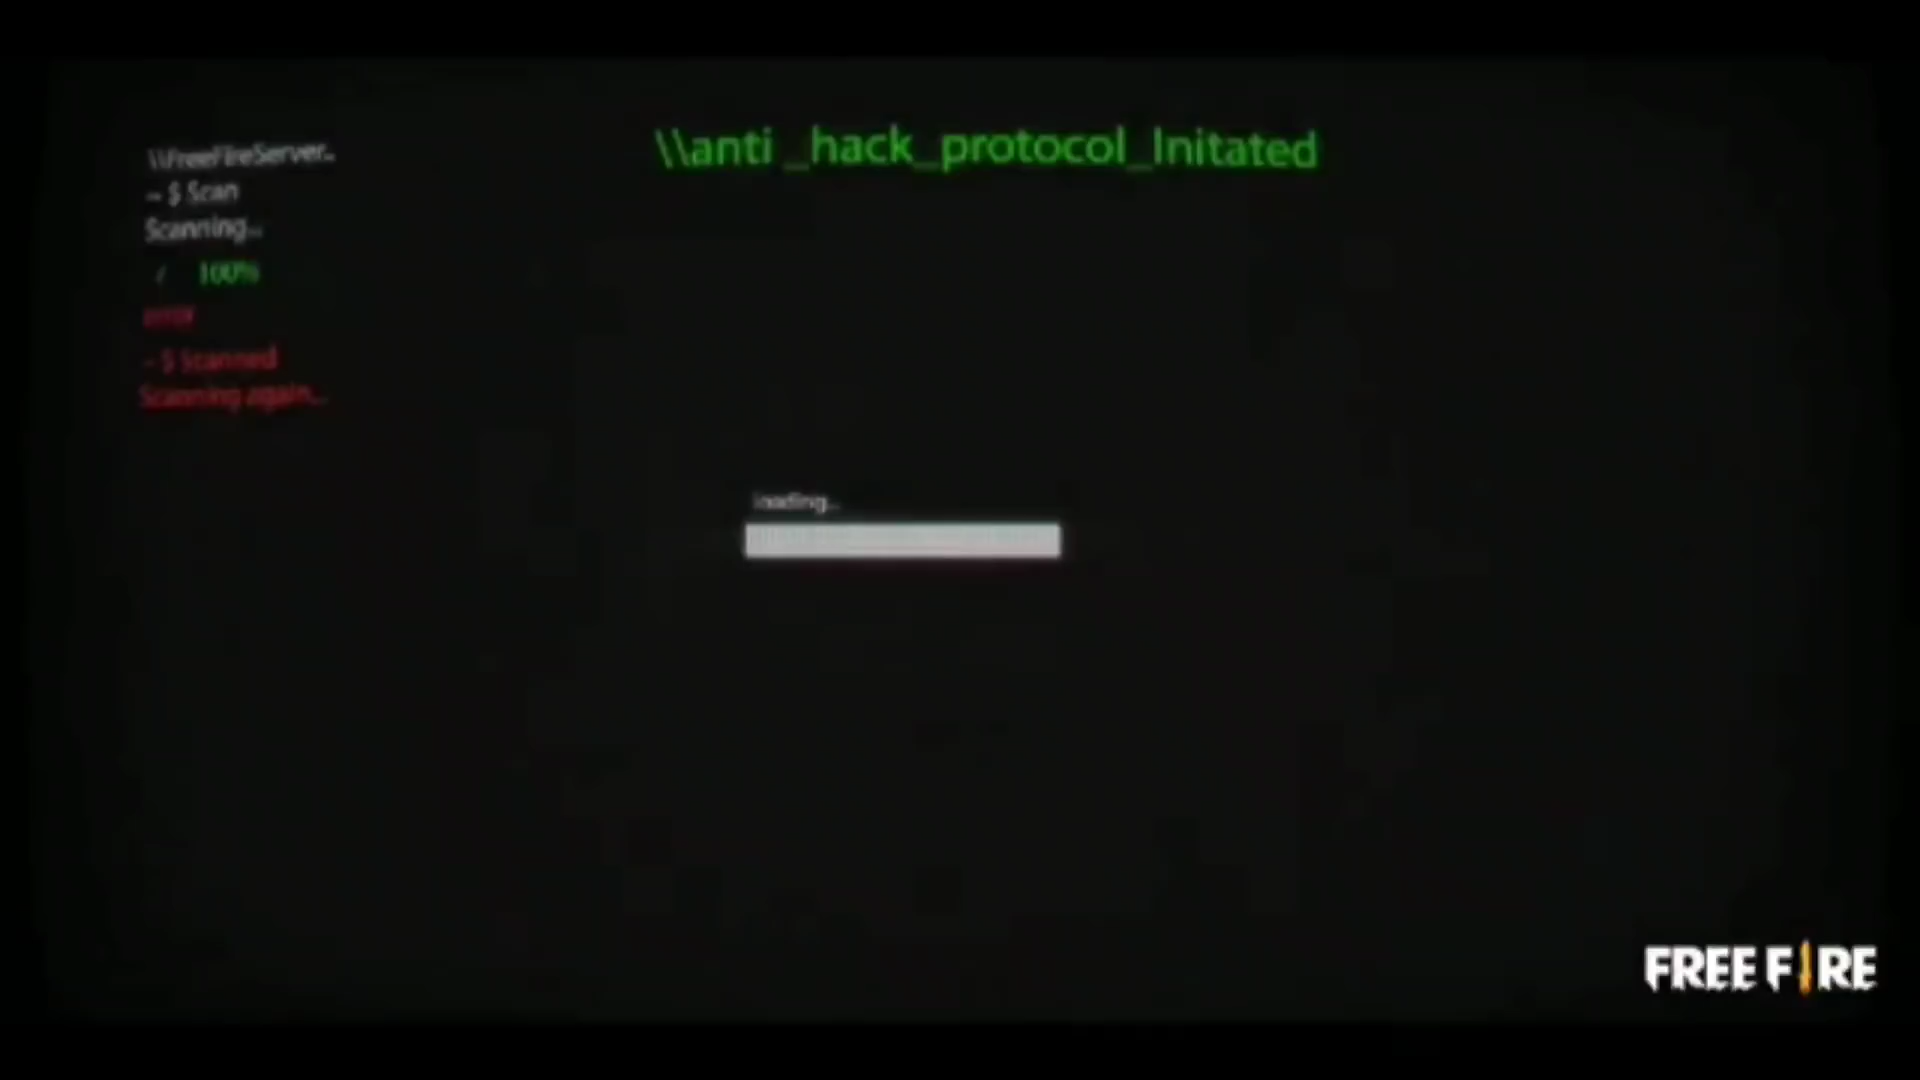 \\anti _hack_protocol_Initated
\\FreeFireServer..
~ $ Scan
Scanning...
/ 100%
error
~ $ Scanned
Scanning again...
loading...
FREE FIRE